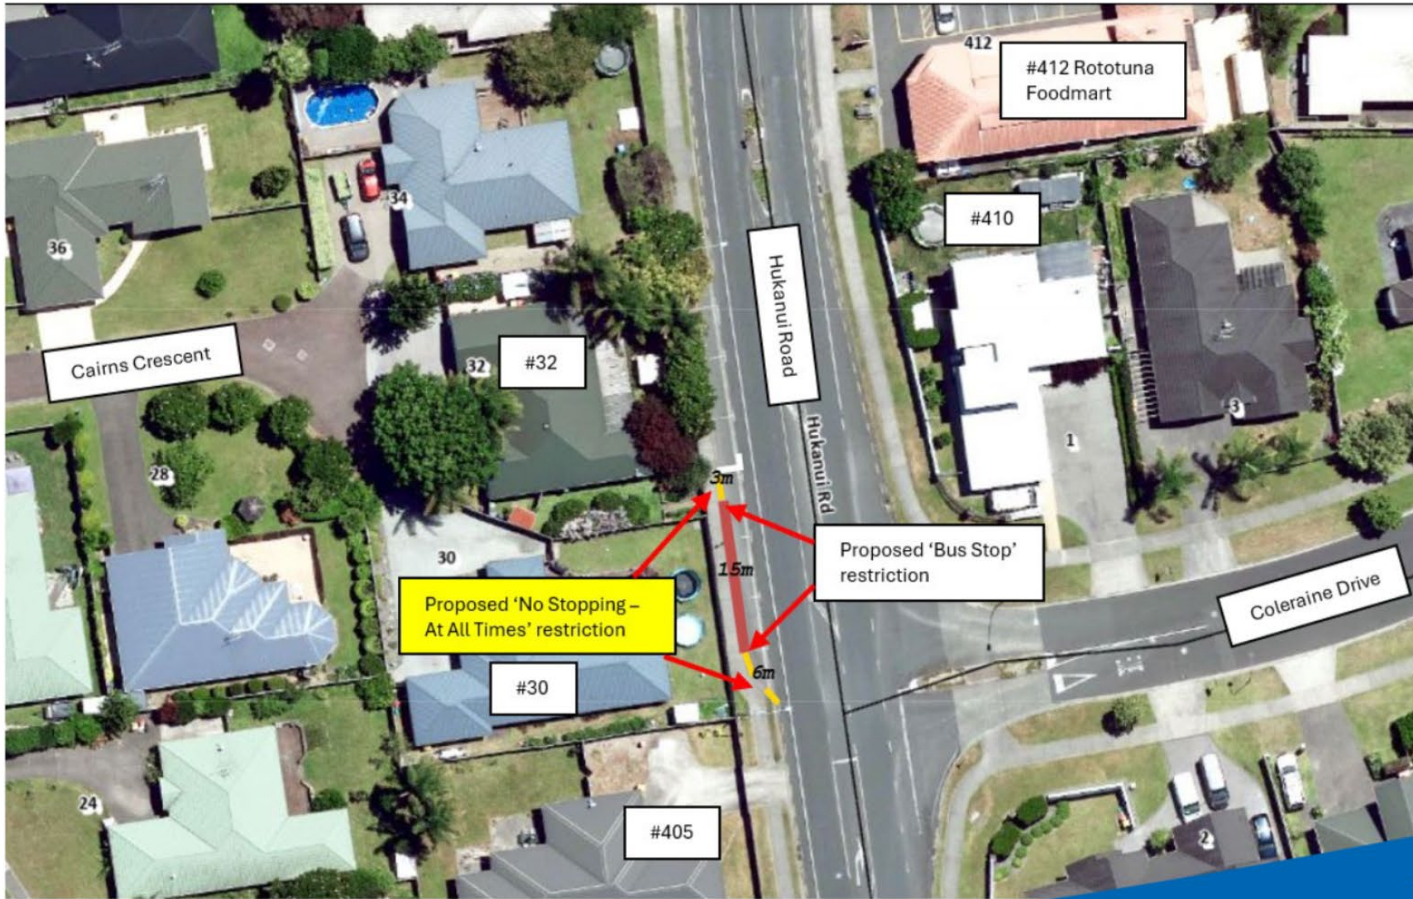 412
#412 Rototuna
Foodmart
34
#410
36
Hukanui Road
Cairns Crescent
32
#32
3
28
Hukanui Rd
1
3m
30
Proposed 'Bus Stop'
restriction
15m
Proposed 'No Stopping –
At All Times' restriction
Coleraine Drive
6m
#30
24
#405
2